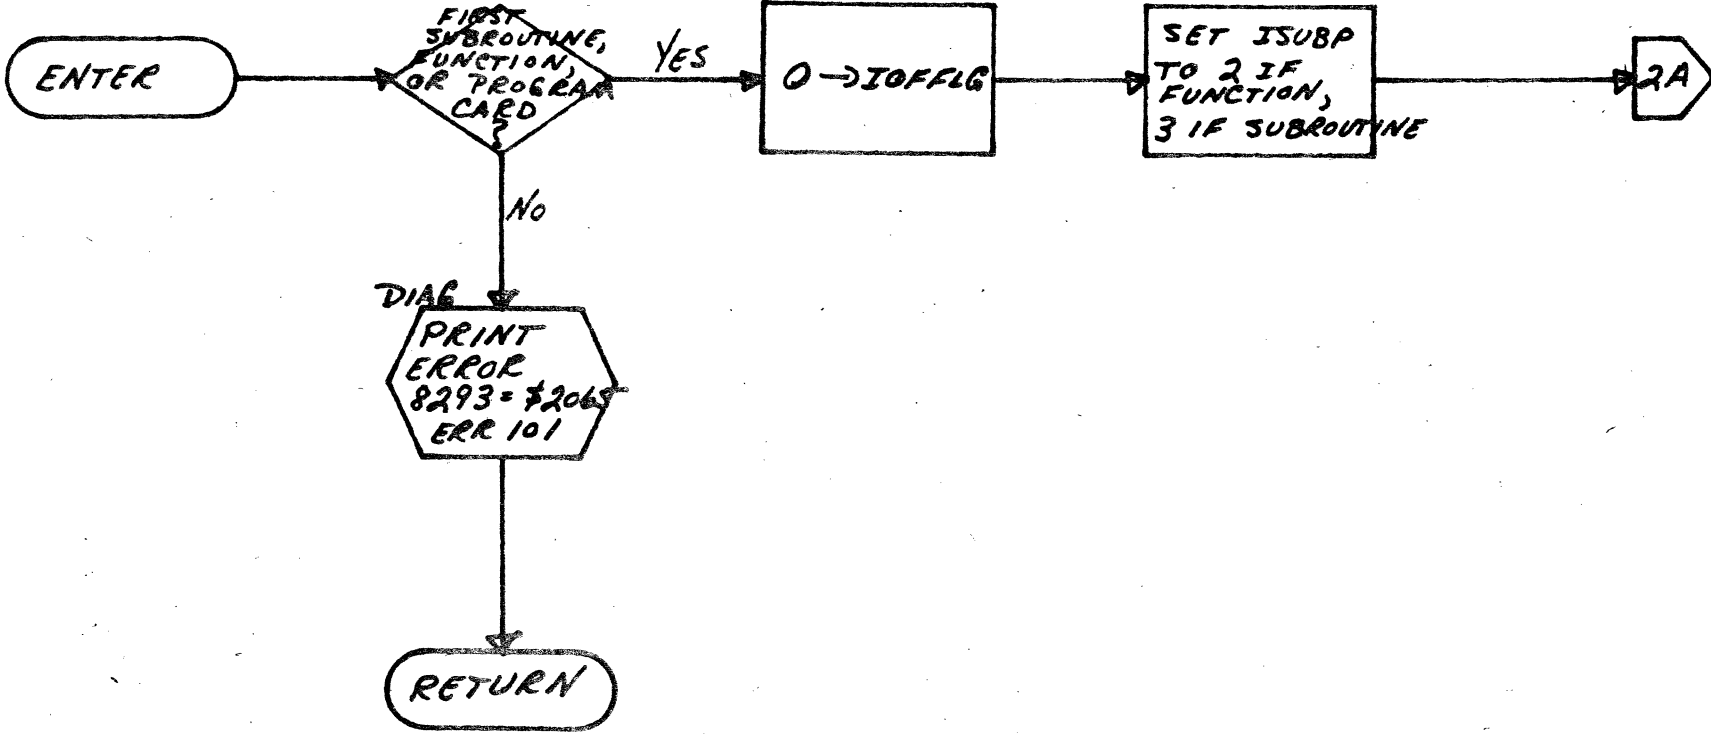 ENTER
FIRST
SUBROUTINE,
FUNCTION,
OR PROGRAM
CARD
?
YES
0 → IOFFLG
SET ISUBP
TO 2 IF
FUNCTION,
3 IF SUBROUTINE
2A
NO
DIAG
PRINT
ERROR
8293 = $2065
ERR 101
RETURN